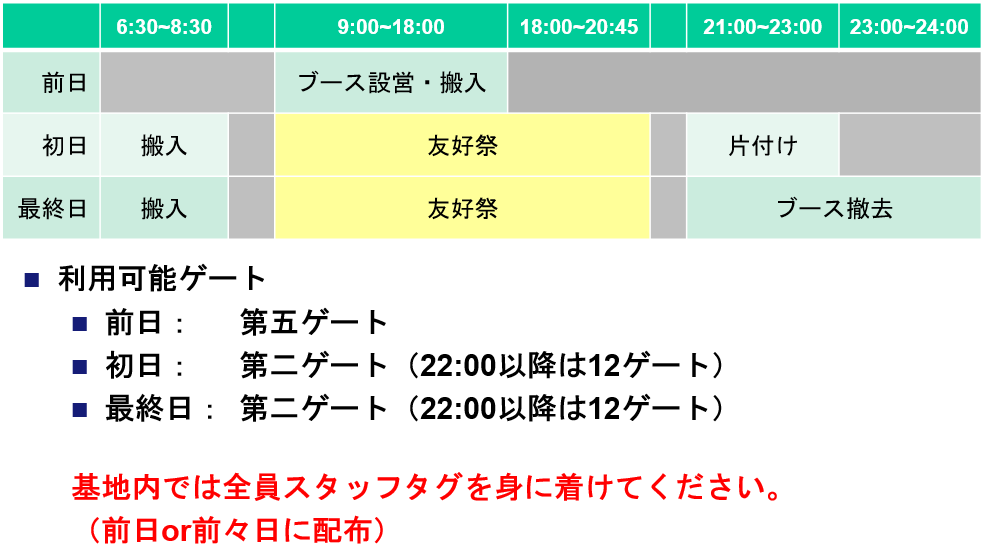 6:30~8:30 9:00~18:00 18:00~20:45 21:00~23:00 23:00~24:00
前日 ブース設営・搬入
初日 搬入 友好祭 片付け
最終日 搬入 友好祭 ブース撤去
■ 利用可能ゲート
■ 前日： 第五ゲート
■ 初日： 第二ゲート（22:00以降は12ゲート）
■ 最終日： 第二ゲート（22:00以降は12ゲート）
基地内では全員スタッフタグを身に着けてください。
（前日or前々日に配布）